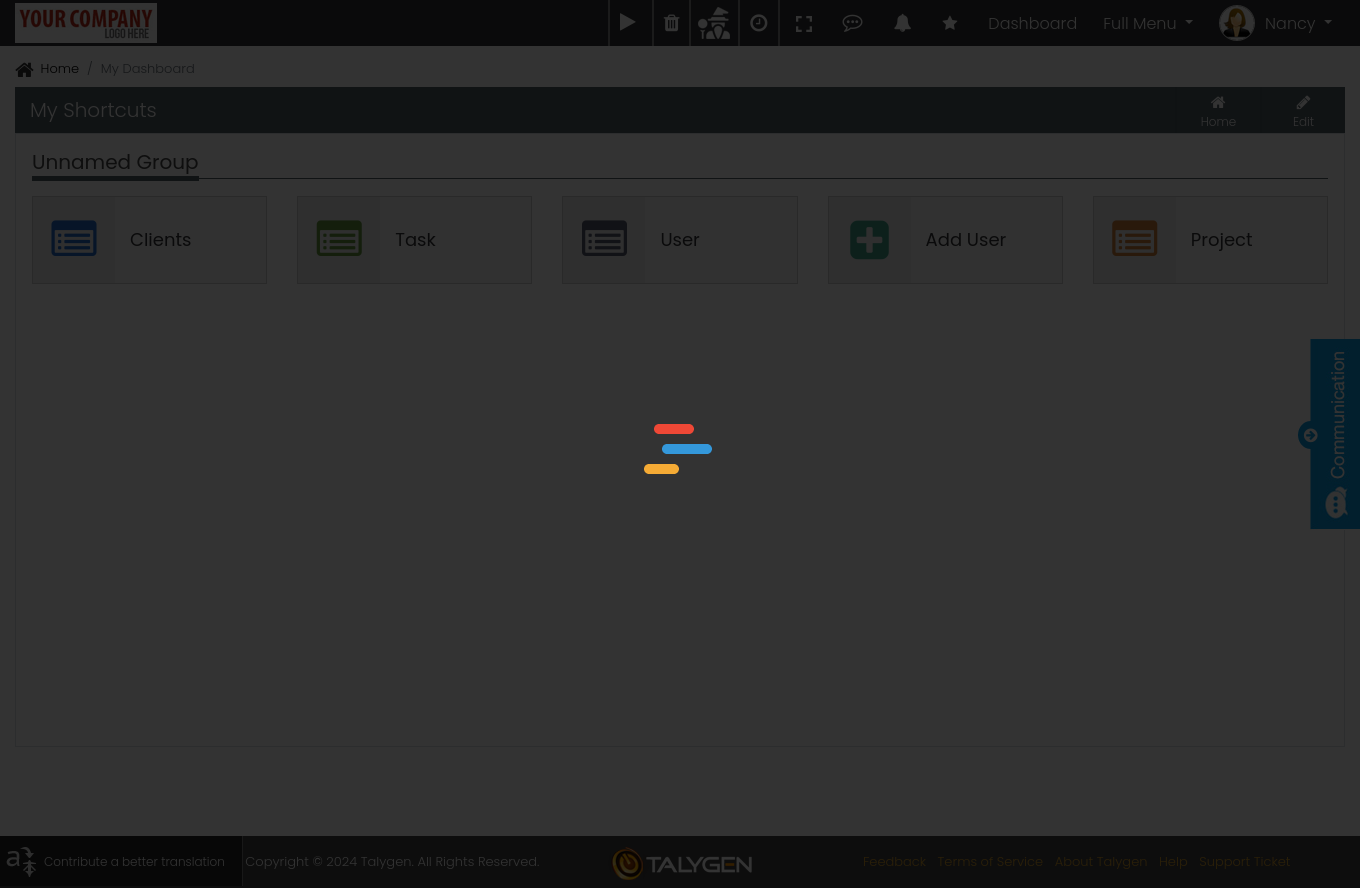 YOUR COMPANY
LOGO HERE
Dashboard
Full Menu
Nancy
Home / My Dashboard
My Shortcuts
Home
Edit
Unnamed Group
Clients
Task
User
Add User
Project
Communication
Contribute a better translation
Copyright © 2024 Talygen. All Rights Reserved.
TALYGEN
Feedback Terms of Service About Talygen Help Support Ticket